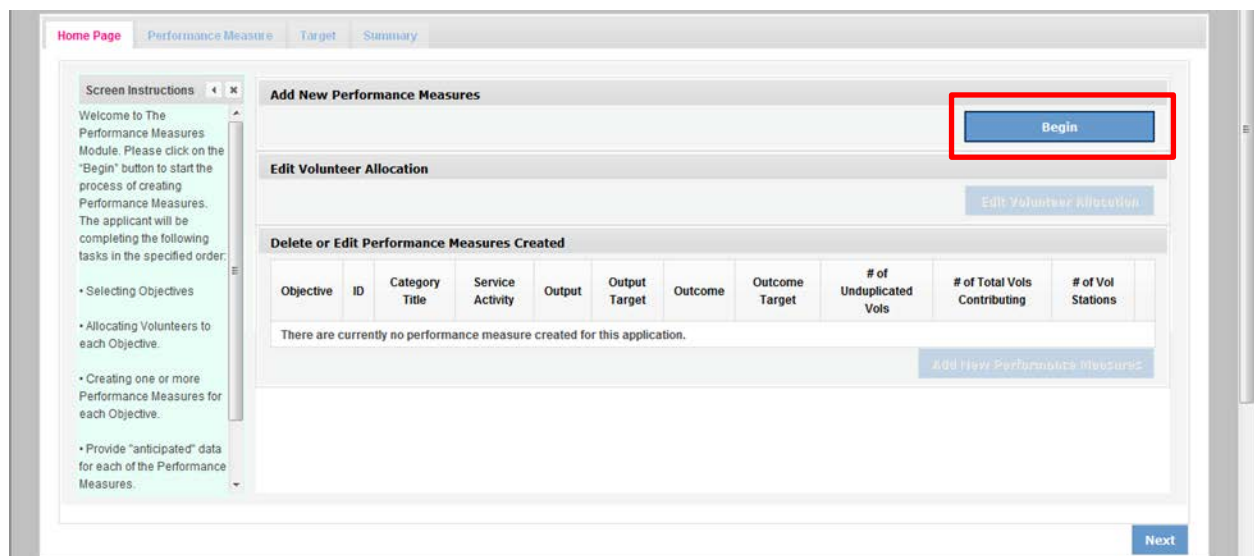 Home Page Performance Measure Target Summary
Screen Instructions
Welcome to The
Performance Measures
Module. Please click on the
"Begin" button to start the
process of creating
Performance Measures.
The applicant will be
completing the following
tasks in the specified order:
• Selecting Objectives
• Allocating Volunteers to
each Objective.
• Creating one or more
Performance Measures for
each Objective.
• Provide "anticipated" data
for each of the Performance
Measures.
Add New Performance Measures
Begin
Edit Volunteer Allocation
Edit Volunteer Allocation
Delete or Edit Performance Measures Created
Objective ID Category Title Service Activity Output Output Target Outcome Outcome Target # of Unduplicated Vols # of Total Vols Contributing # of Vol Stations
There are currently no performance measure created for this application.
Add New Performance Measures
Next